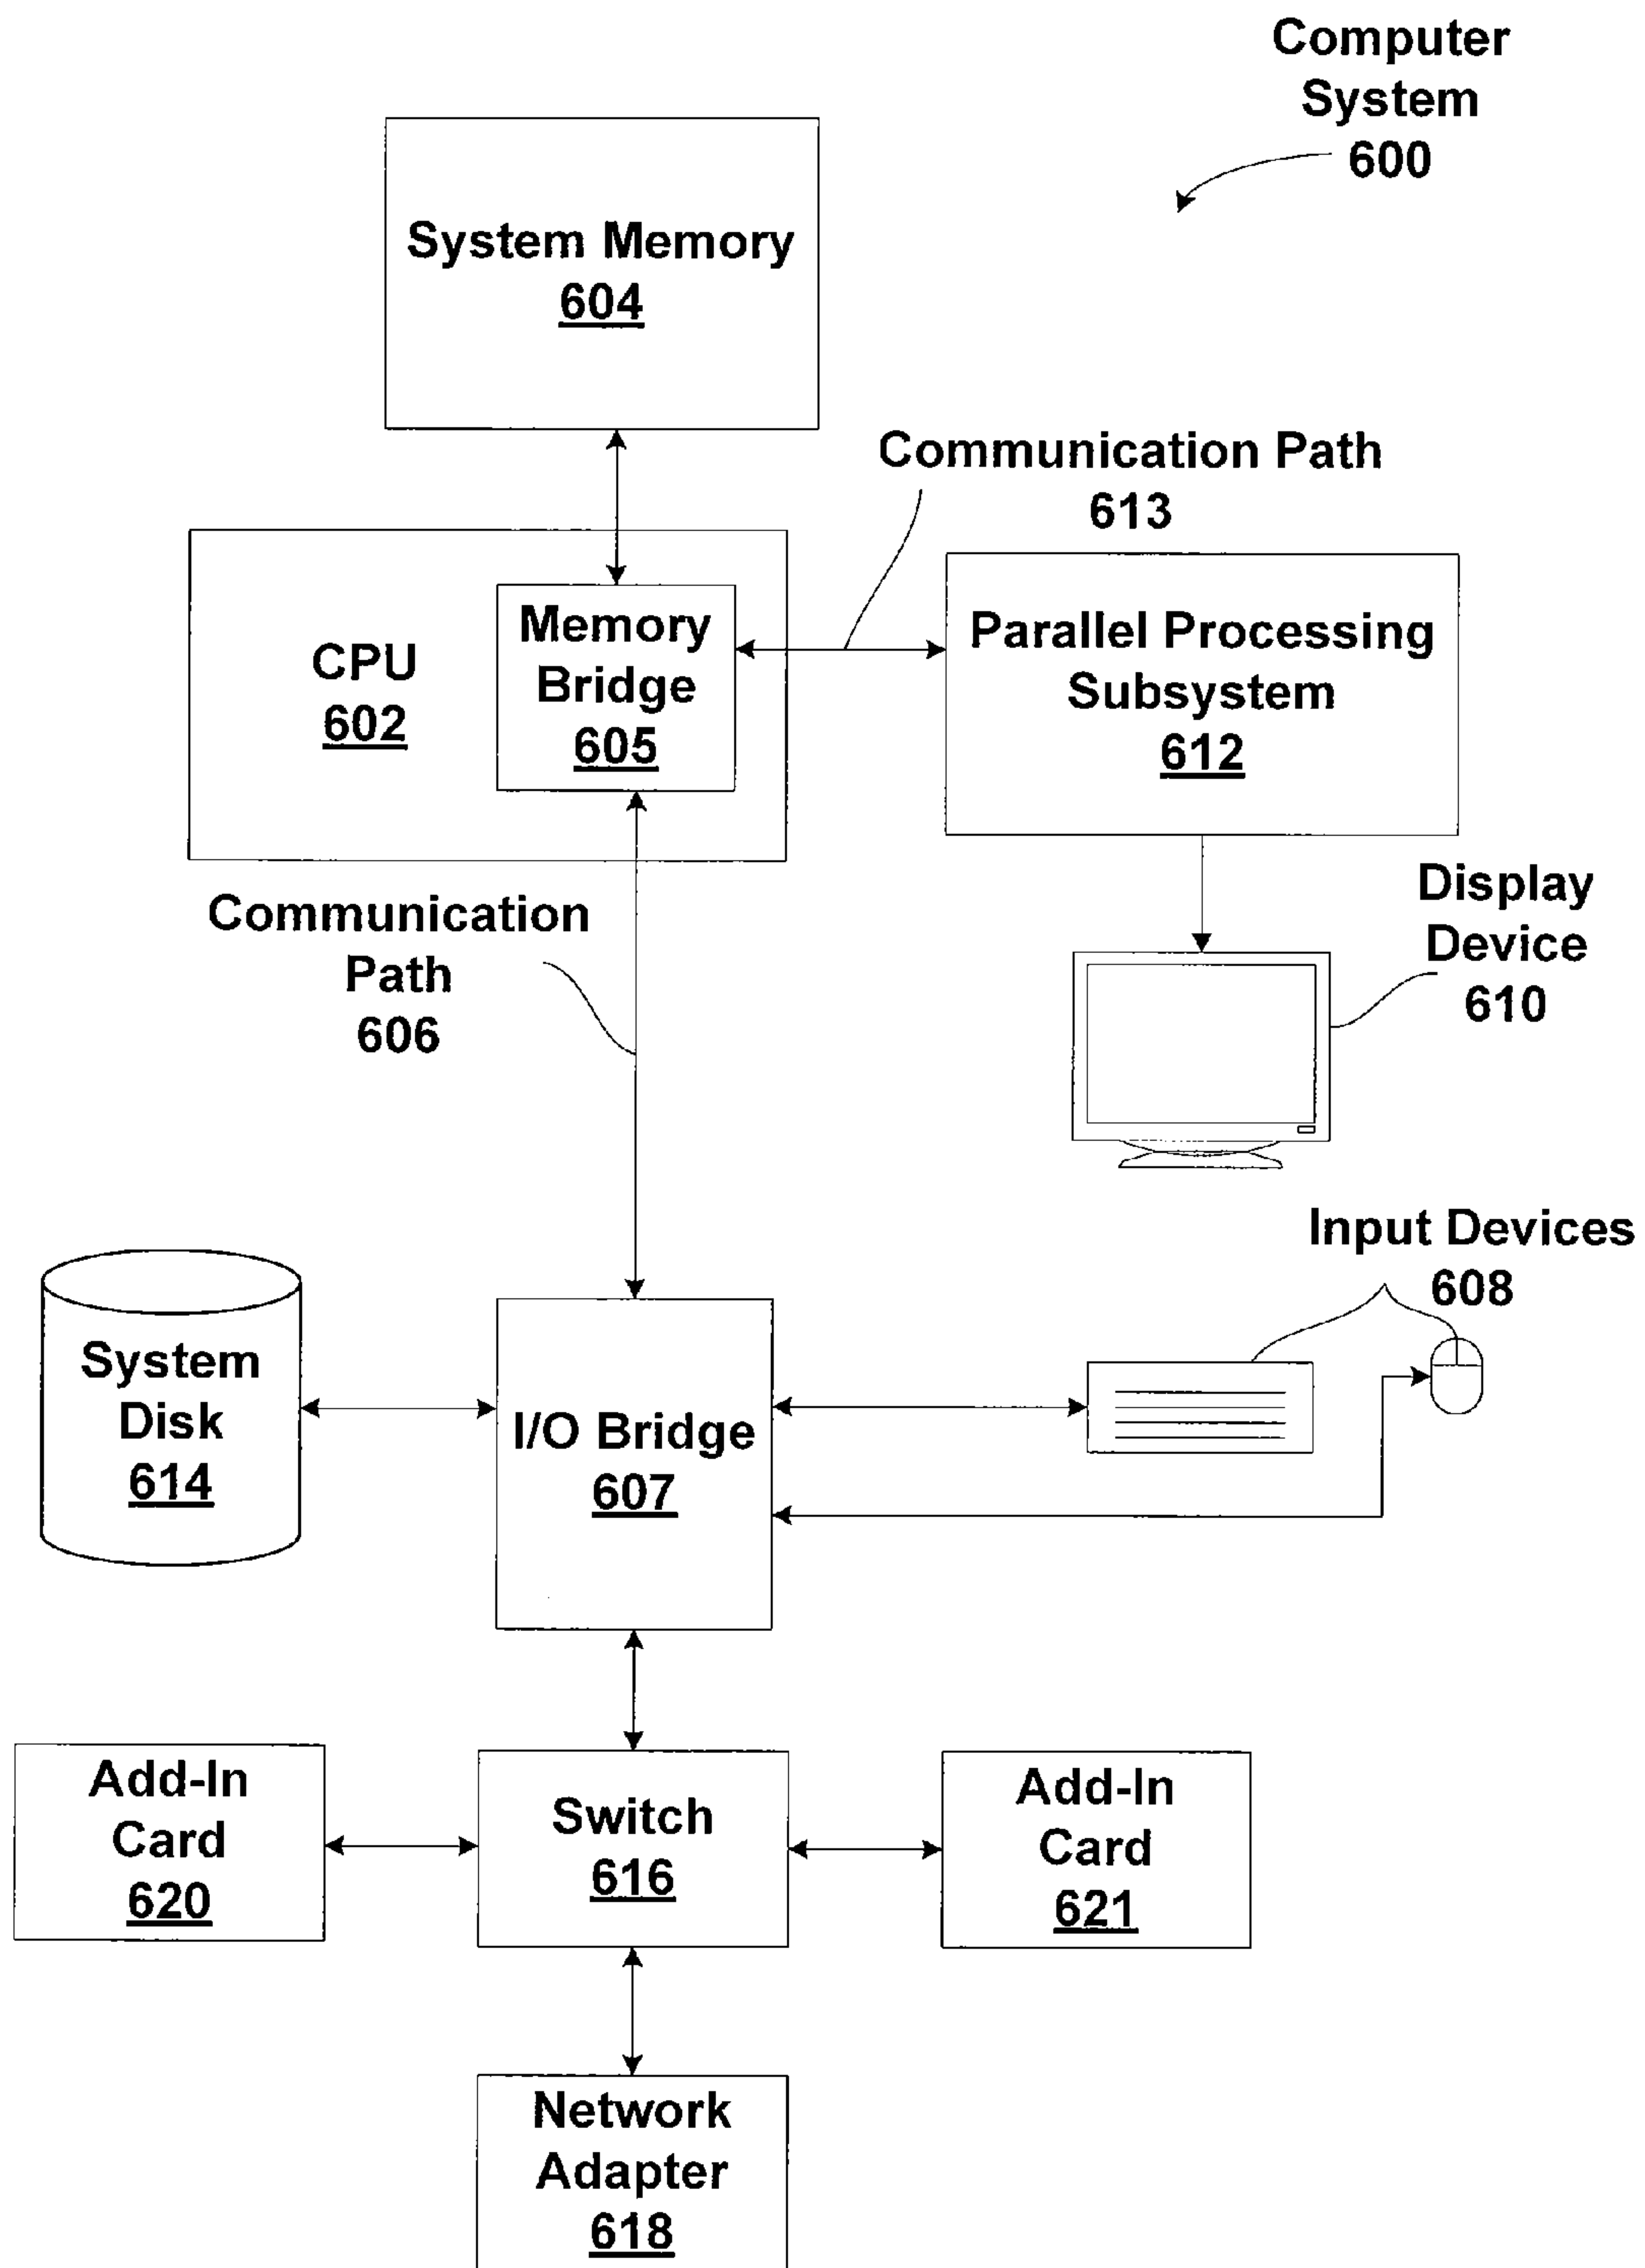 Computer
System
600
System Memory
604
Communication Path
613
CPU
602
Memory
Bridge
605
Parallel Processing
Subsystem
612
Communication
Path
606
Display
Device
610
Input Devices
608
System
Disk
614
I/O Bridge
607
Add-In
Card
620
Switch
616
Add-In
Card
621
Network
Adapter
618